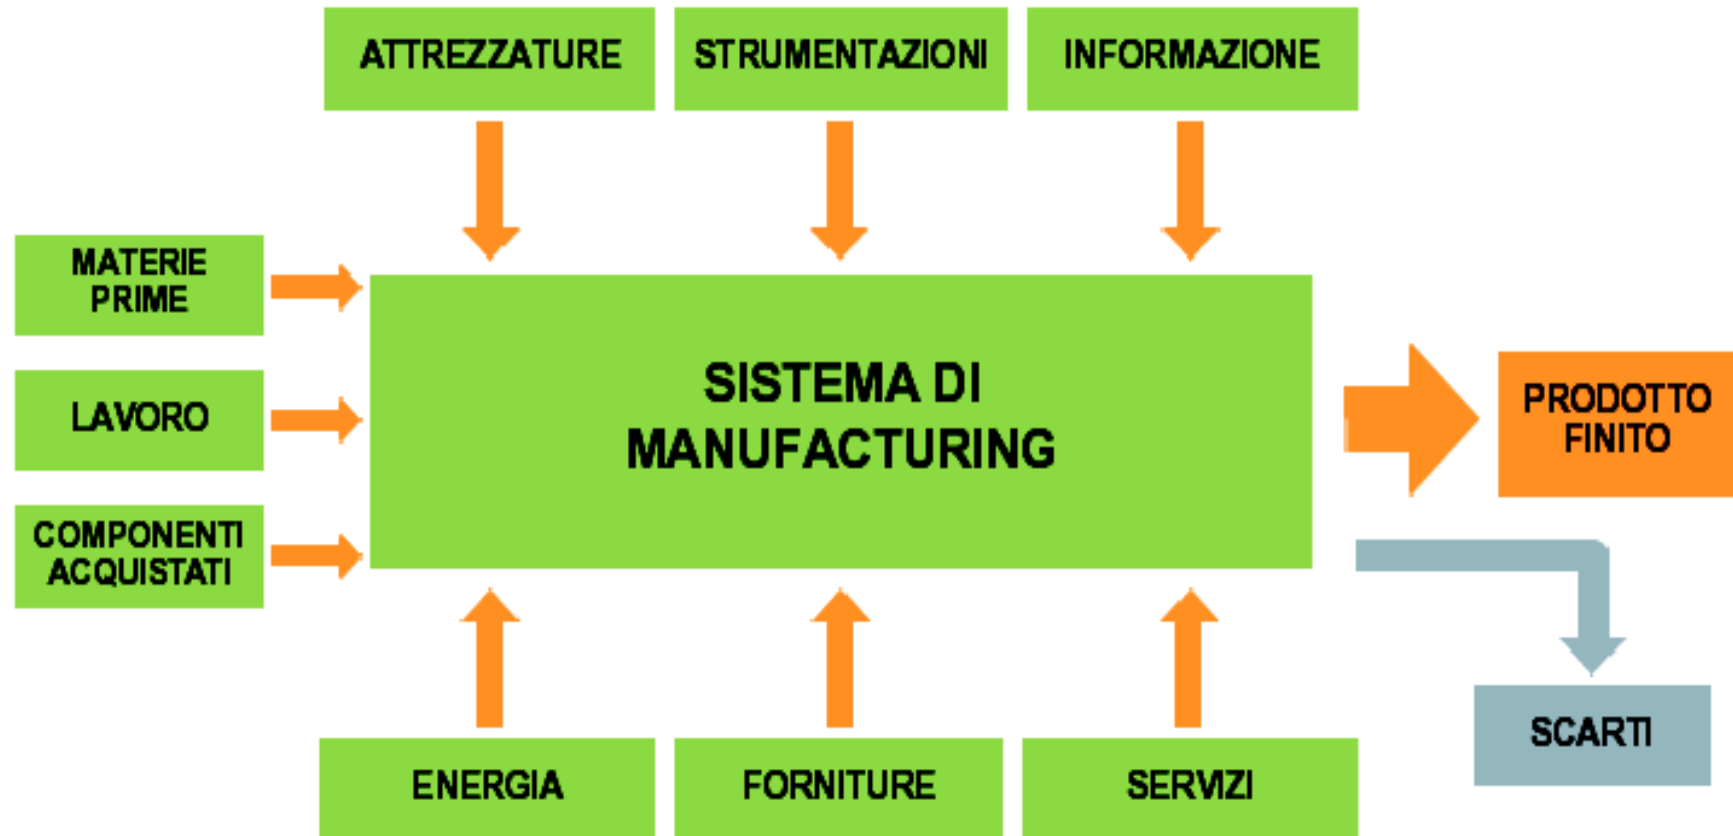 ATTREZZATURE
STRUMENTAZIONI
INFORMAZIONE
MATERIE
PRIME
LAVORO
COMPONENTI
ACQUISTATI
SISTEMA DI
MANUFACTURING
PRODOTTO
FINITO
SCARTI
ENERGIA
FORNITURE
SERVIZI